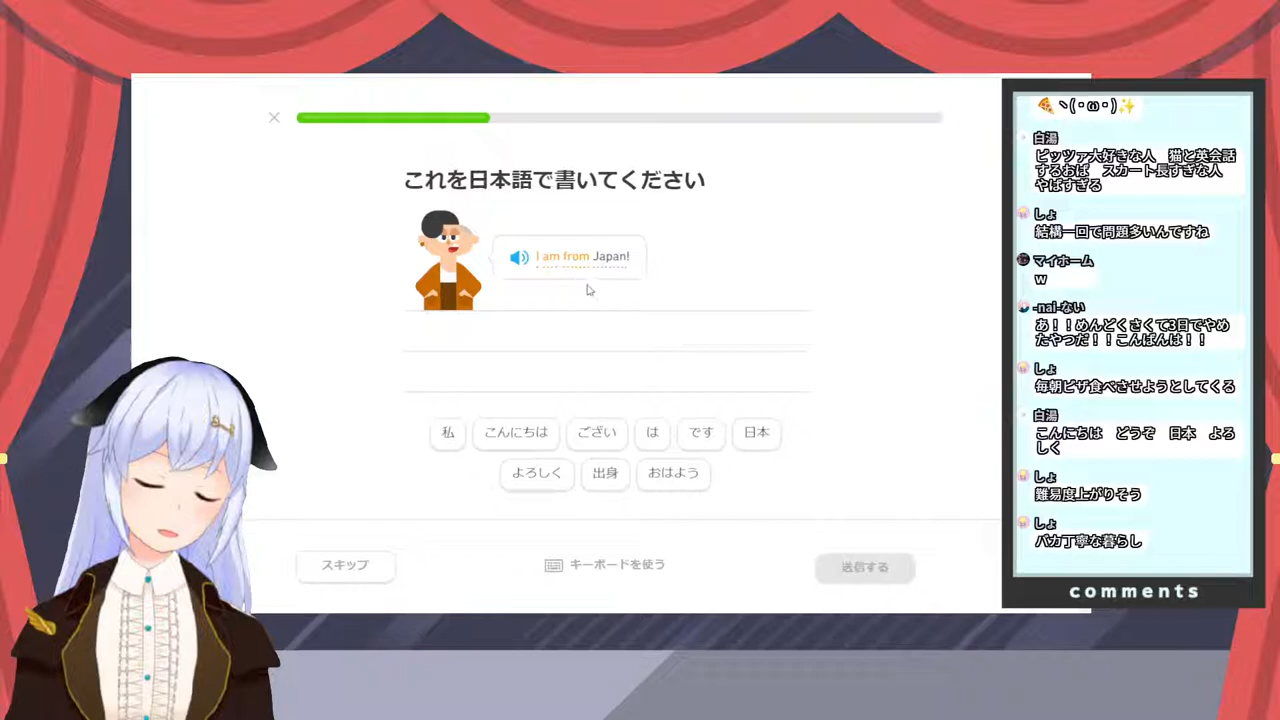 これを日本語で書いてください
I am from Japan!
私 こんにちは ござい は です 日本
よろしく 出身 おはよう
スキップ
キーボードを使う
送信する
🍕ヽ(・ω・)✨
白湯
ピッツァ大好きな人　猫と英会話
するおば　スカート長すぎな人
やばすぎる
しょ
結構一回で問題多いんですね
マイホーム
w
-nai-ない
あ！！めんどくさくて3日でやめ
たやつだ！！こんばんは！！
しょ
毎朝ピザ食べさせようとしてくる
白湯
こんにちは　どうぞ　日本　よろ
しく
しょ
難易度上がりそう
しょ
バカ丁寧な暮らし
comments